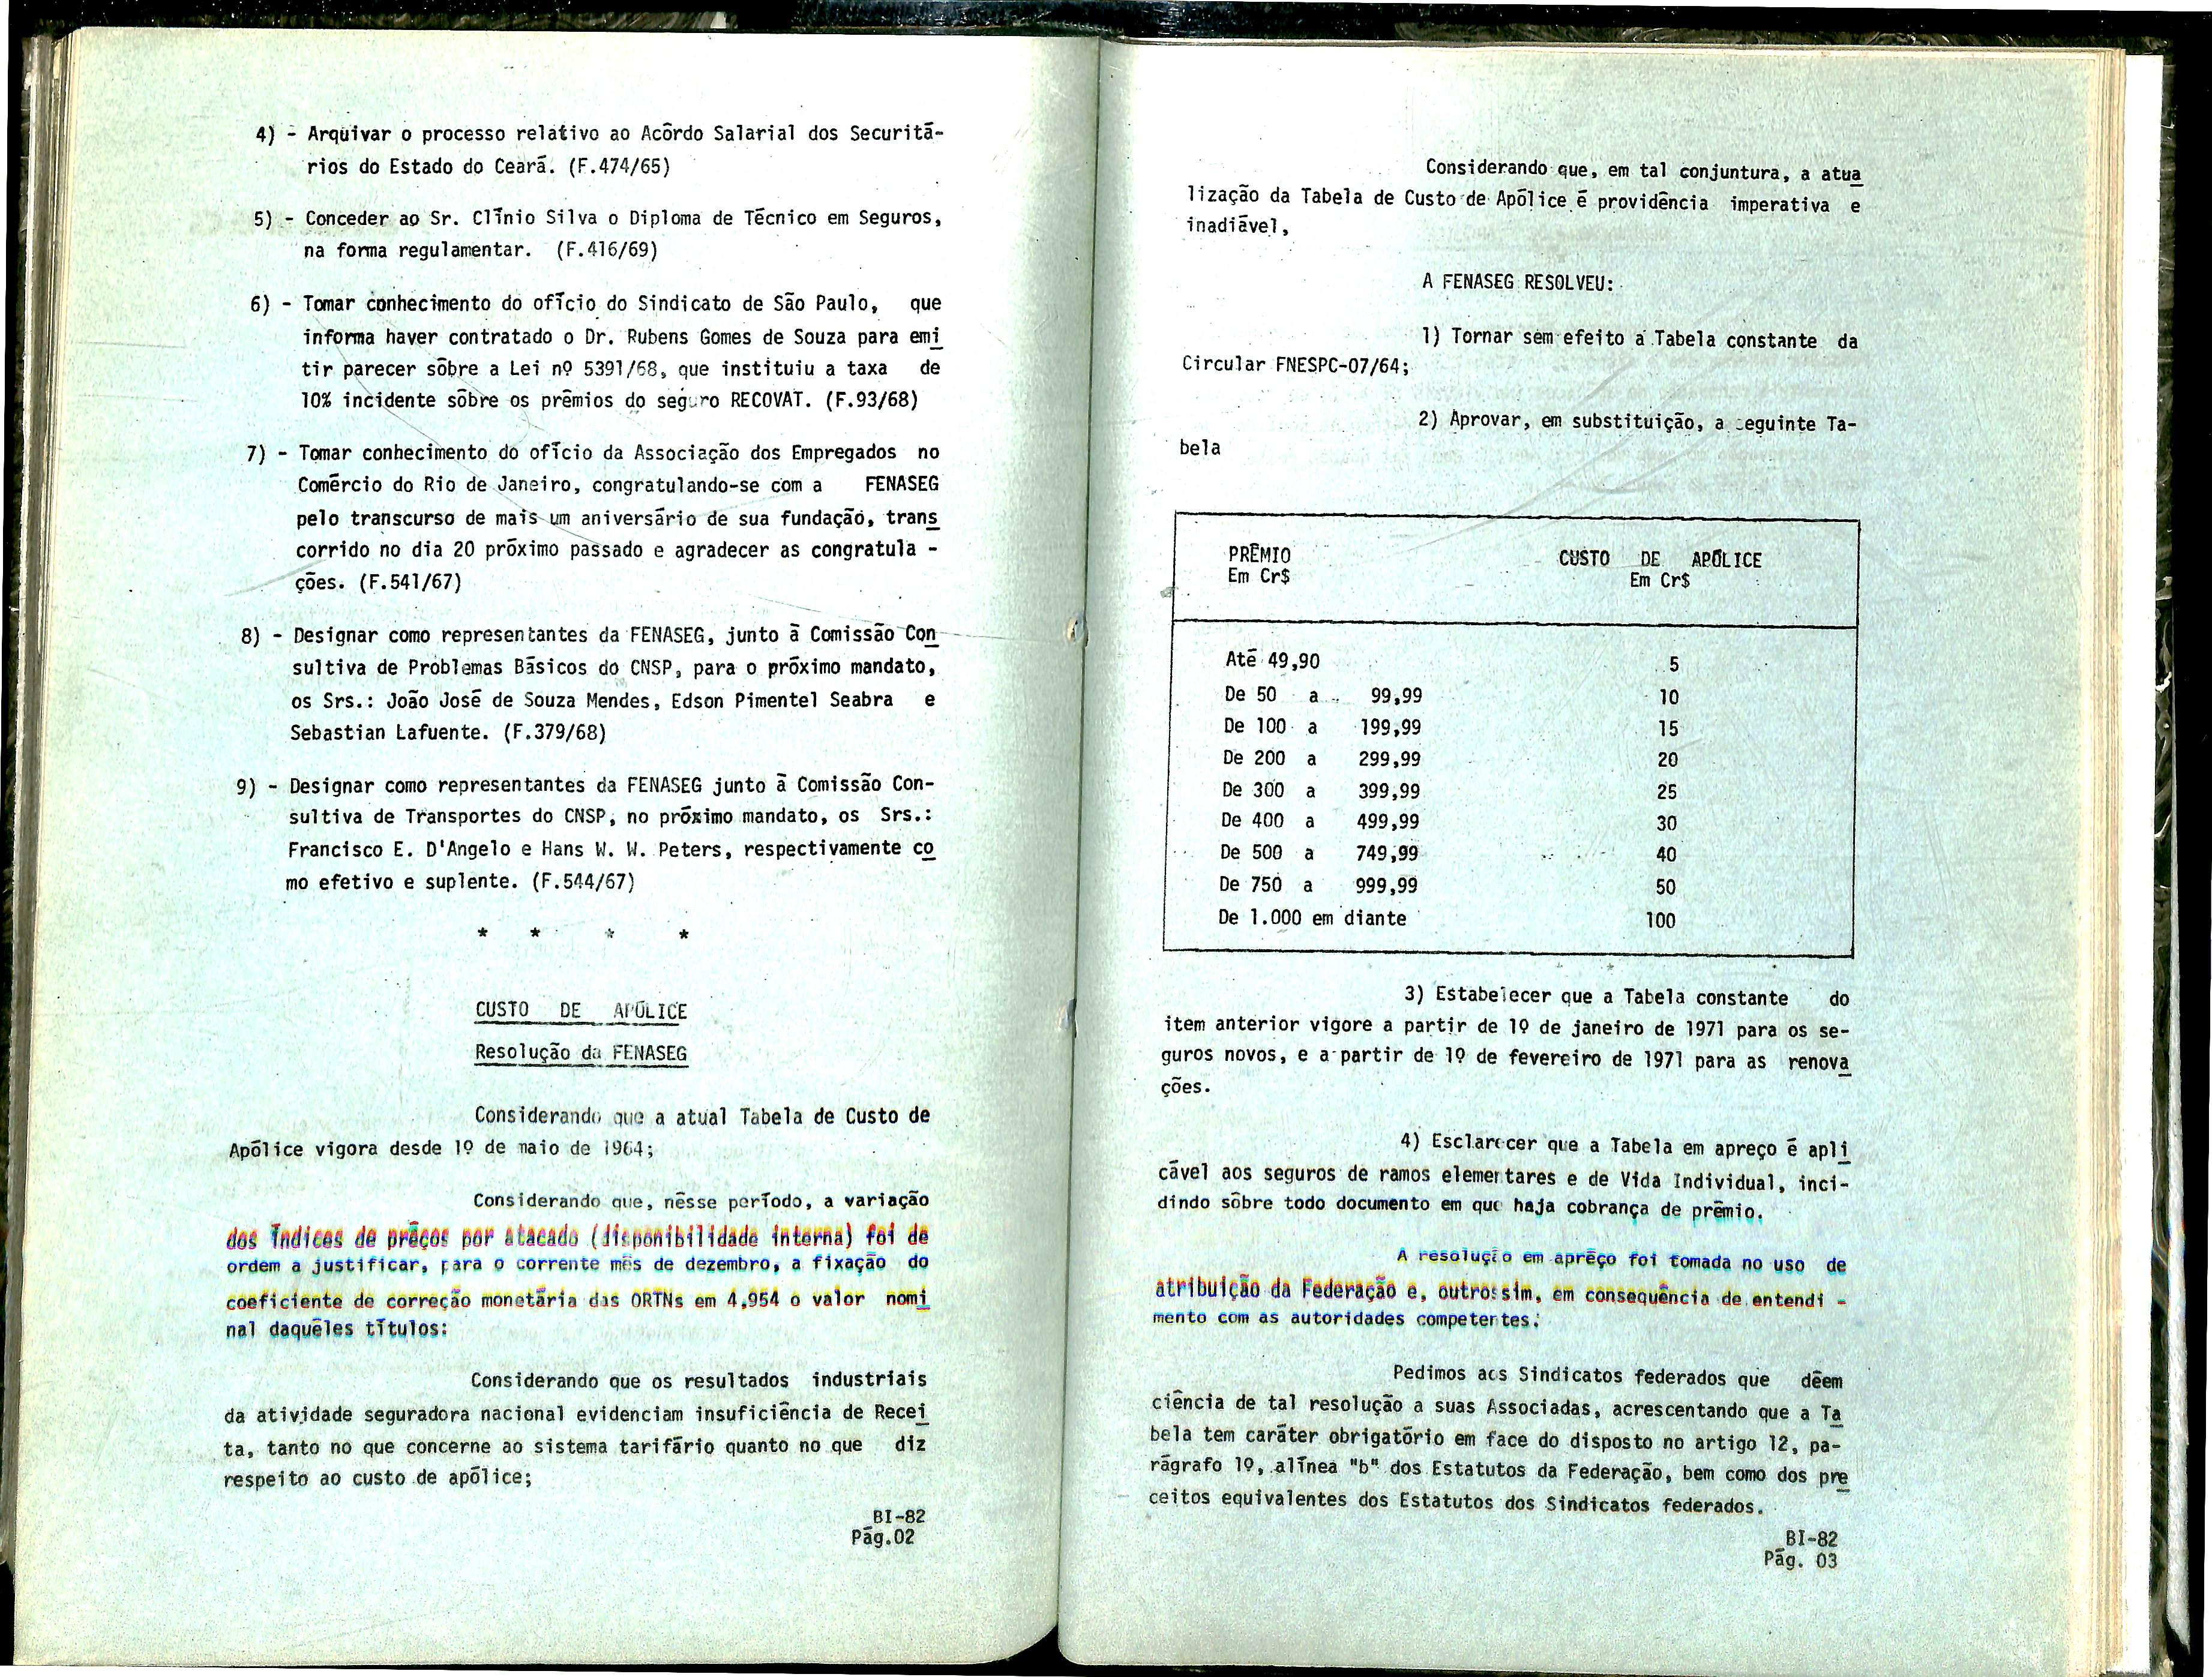 4) - Arquivar o processo relativo ao Acôrdo Salarial dos Securitá-
rios do Estado do Ceará. (F.474/65)
5) - Conceder ao Sr. Clínio Silva o Diploma de Técnico em Seguros,
na forma regulamentar. (F.416/69)
6) - Tomar conhecimento do ofício do Sindicato de São Paulo, que
informa haver contratado o Dr. Rubens Gomes de Souza para emi
tir parecer sôbre a Lei nº 5391/68, que instituiu a taxa de
10% incidente sôbre os prêmios do seguro RECOVAT. (F.93/68)
7) - Tomar conhecimento do ofício da Associação dos Empregados no
Comércio do Rio de Janeiro, congratulando-se com a FENASEG
pelo transcurso de mais um aniversário de sua fundação, trans
corrido no dia 20 próximo passado e agradecer as congratula -
ções. (F.541/67)
8) - Designar como representantes da FENASEG, junto à Comissão Con
sultiva de Problemas Básicos do CNSP, para o próximo mandato,
os Srs.: João José de Souza Mendes, Edson Pimentel Seabra e
Sebastian Lafuente. (F.379/68)
9) - Designar como representantes da FENASEG junto à Comissão Con-
sultiva de Transportes do CNSP, no próximo mandato, os Srs.:
Francisco E. D'Angelo e Hans W. W. Peters, respectivamente co
mo efetivo e suplente. (F.544/67)
* * * *
CUSTO DE APÓLICE
Resolução da FENASEG
Considerando que a atual Tabela de Custo de
Apólice vigora desde 1º de maio de 1964;
Considerando que, nêsse período, a variação
dos índices de prêços por atacado (disponibilidade interna) foi de
ordem a justificar, para o corrente mês de dezembro, a fixação do
coeficiente de correção monetária das ORTNs em 4,954 o valor nomi
nal daquêles títulos:
Considerando que os resultados industriais
da atividade seguradora nacional evidenciam insuficiência de Recei
ta, tanto no que concerne ao sistema tarifário quanto no que diz
respeito ao custo de apólice;
BI-82
Pág.02
Considerando que, em tal conjuntura, a atua
lização da Tabela de Custo de Apólice é providência imperativa e
inadiável,
A FENASEG RESOLVEU:
1) Tornar sem efeito a Tabela constante da
Circular FNESPC-07/64;
2) Aprovar, em substituição, a seguinte Ta-
bela
PRÊMIO CUSTO DE APÓLICE
Em Cr$ Em Cr$
Até 49,90 5
De 50 a 99,99 10
De 100 a 199,99 15
De 200 a 299,99 20
De 300 a 399,99 25
De 400 a 499,99 30
De 500 a 749,99 40
De 750 a 999,99 50
De 1.000 em diante 100
3) Estabelecer que a Tabela constante do
item anterior vigore a partir de 1º de janeiro de 1971 para os se-
guros novos, e a partir de 1º de fevereiro de 1971 para as renova
ções.
4) Esclarecer que a Tabela em apreço é apli
cável aos seguros de ramos elementares e de Vida Individual, inci-
dindo sôbre todo documento em que haja cobrança de prêmio.
A resolução em aprêço foi tomada no uso de
atribuição da Federação e, outrossim, em consequência de entendi -
mento com as autoridades competentes.
Pedimos aos Sindicatos federados que dêem
ciência de tal resolução a suas Associadas, acrescentando que a Ta
bela tem caráter obrigatório em face do disposto no artigo 12, pa-
rágrafo 1º, alínea "b" dos Estatutos da Federação, bem como dos pre
ceitos equivalentes dos Estatutos dos Sindicatos federados.
BI-82
Pág. 03